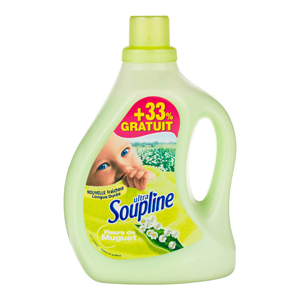 +33%
GRATUIT
NOUVELLE fraîcheur
Longue Durée
ultra
Soupline
Fleurs de
Muguet